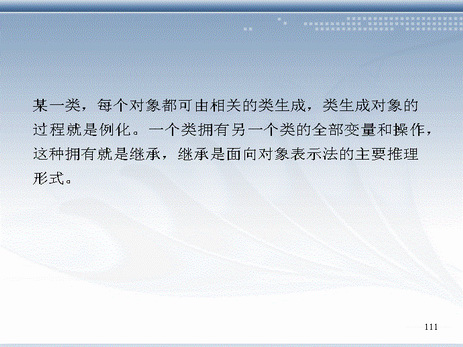 某一类，每个对象都可由相关的类生成，类生成对象的
过程就是例化。一个类拥有另一个类的全部变量和操作，
这种拥有就是继承，继承是面向对象表示法的主要推理
形式。
111